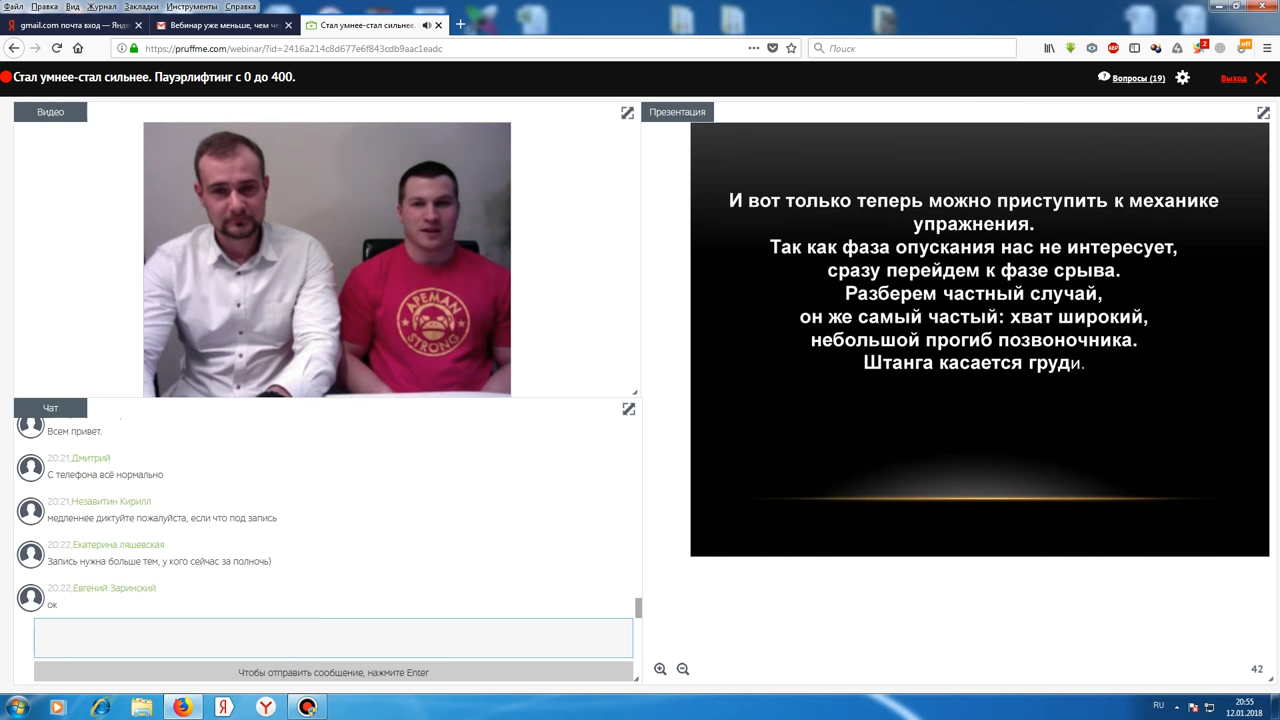 Файл Правка Вид Журнал Закладки Инструменты Справка
gmail.com почта вход — Янде
Вебинар уже меньше, чем че
Стал умнее-стал сильнее.
https://pruffme.com/webinar/?id=2416a214c8d677e6f843cdb9aac1eadc
Поиск
ABP
2
off
Стал умнее-стал сильнее. Пауэрлифтинг с 0 до 400.
Вопросы (19)
Выход
Видео
Презентация
APEMAN
STRONG
И вот только теперь можно приступить к механике
упражнения.
Так как фаза опускания нас не интересует,
сразу перейдем к фазе срыва.
Разберем частный случай,
он же самый частый: хват широкий,
небольшой прогиб позвоночника.
Штанга касается груди.
Чат
Всем привет.
20:21,Дмитрий
С телефона всё нормально
20:21,Незавитин Кирилл
медленнее диктуйте пожалуйста, если что под запись
20:22,Екатерина ляшевская
Запись нужна больше тем, у кого сейчас за полночь)
20:22,Евгений Заринский
ок
Чтобы отправить сообщение, нажмите Enter
42
RU
20:55
12.01.2018